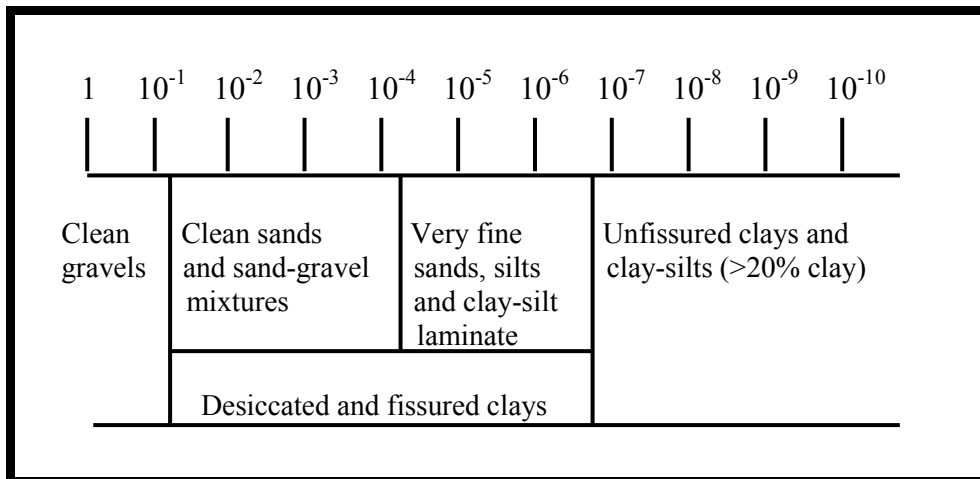 1 10⁻¹ 10⁻² 10⁻³ 10⁻⁴ 10⁻⁵ 10⁻⁶ 10⁻⁷ 10⁻⁸ 10⁻⁹ 10⁻¹⁰
Clean
gravels
Clean sands
and sand-gravel
mixtures
Very fine
sands, silts
and clay-silt
laminate
Unfissured clays and
clay-silts (>20% clay)
Desiccated and fissured clays